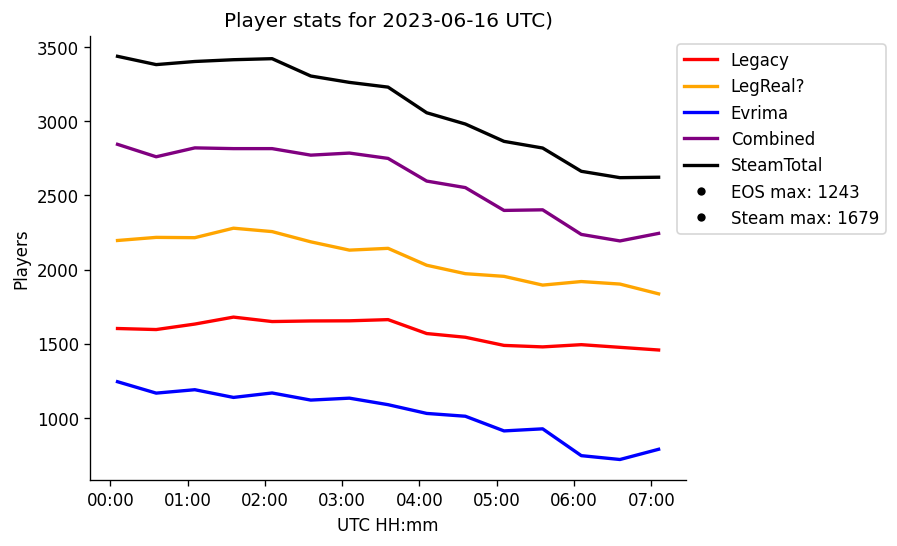 Player stats for 2023-06-16 UTC)
3500
3000
2500
2000
1500
1000
Players
00:00 01:00 02:00 03:00 04:00 05:00 06:00 07:00
UTC HH:mm
Legacy
LegReal?
Evrima
Combined
SteamTotal
EOS max: 1243
Steam max: 1679